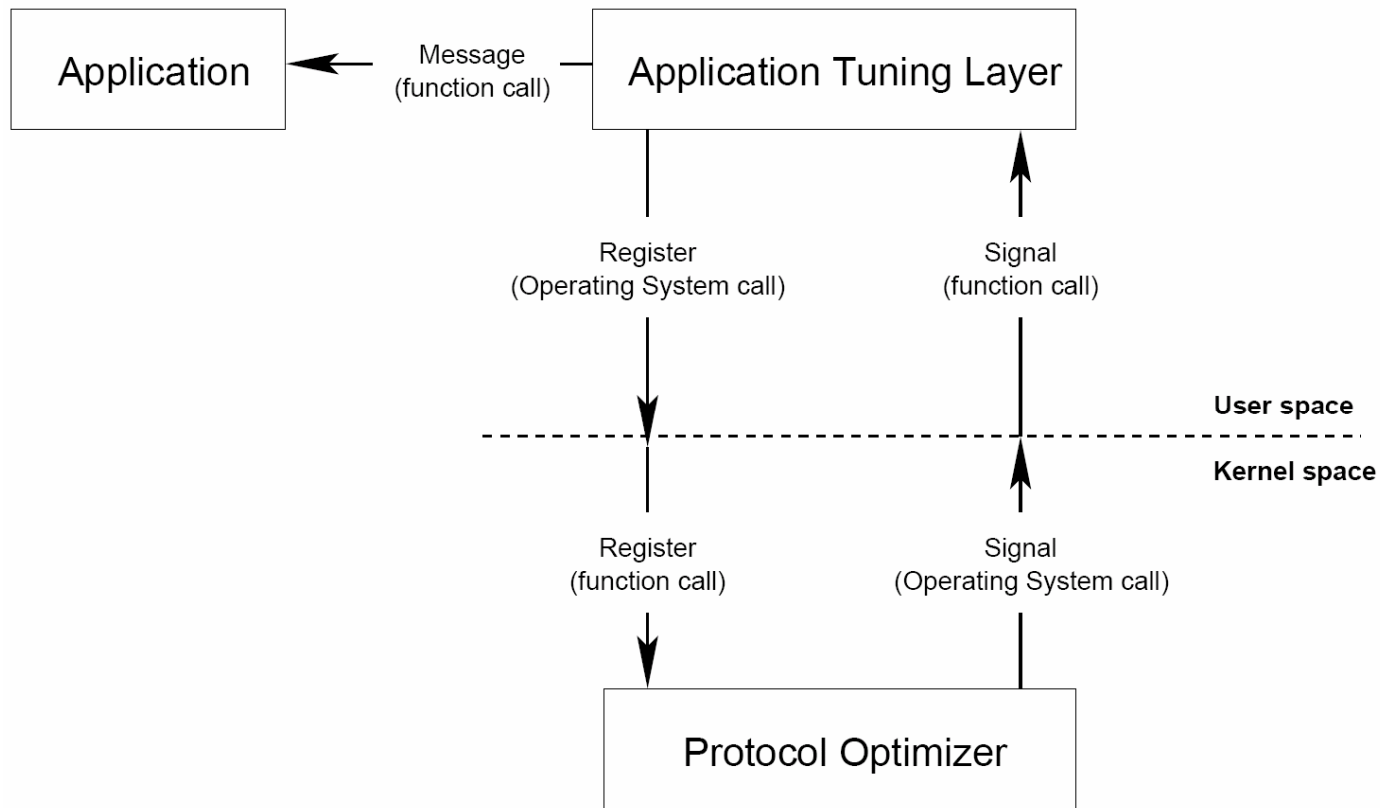 Application
Message
(function call)
Application Tuning Layer
Register
(Operating System call)
Signal
(function call)
User space
Kernel space
Register
(function call)
Signal
(Operating System call)
Protocol Optimizer